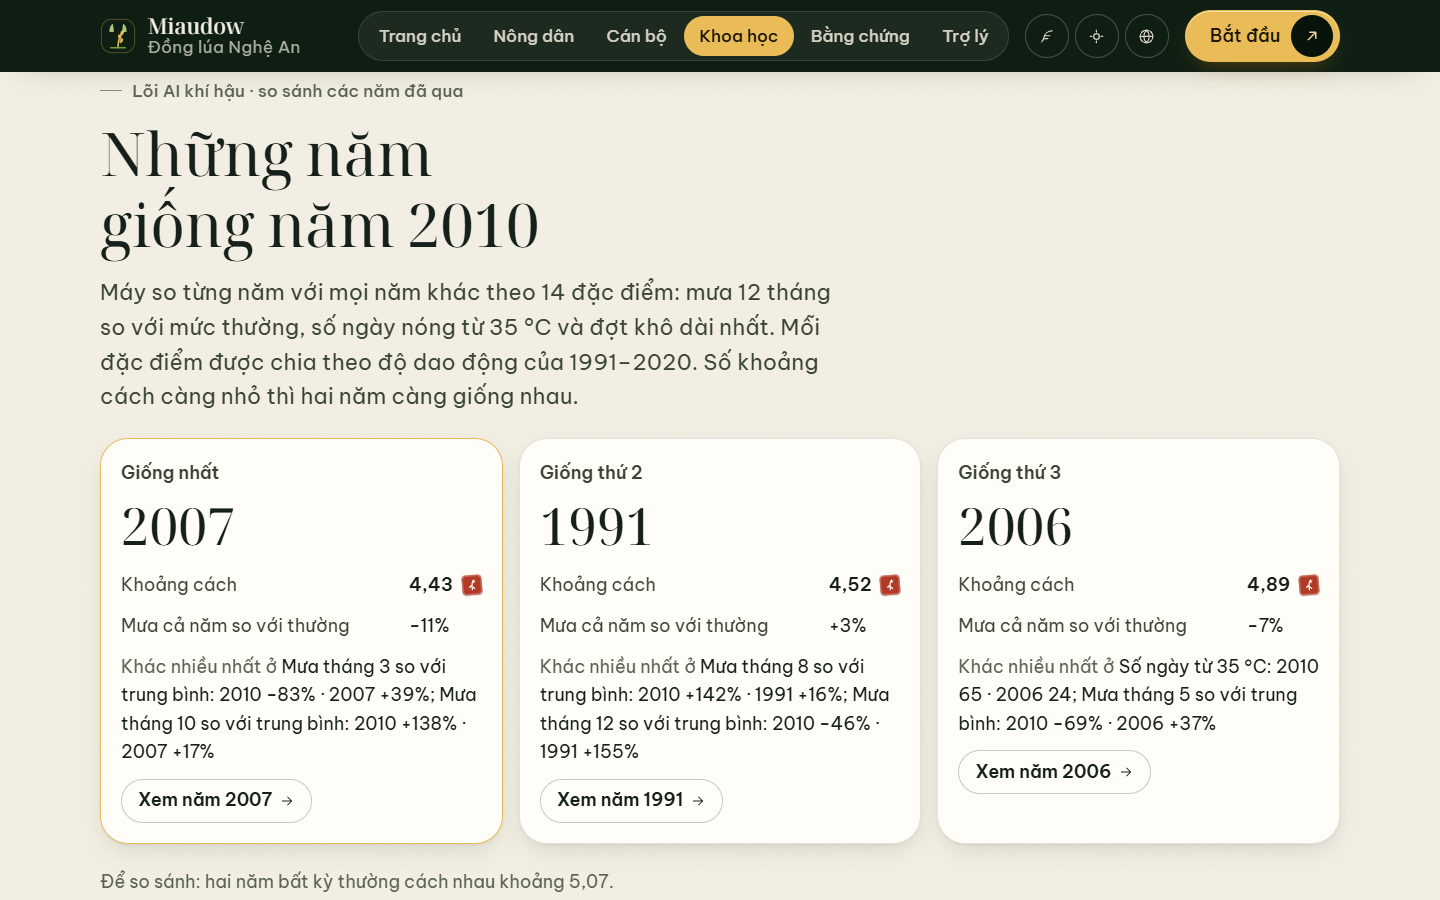 Miaudow
Đồng lúa Nghệ An
Trang chủ
Nông dân
Cán bộ
Khoa học
Bằng chứng
Trợ lý
Bắt đầu
Lõi AI khí hậu · so sánh các năm đã qua
Những năm
giống năm 2010
Máy so từng năm với mọi năm khác theo 14 đặc điểm: mưa 12 tháng
so với mức thường, số ngày nóng từ 35 °C và đợt khô dài nhất. Mỗi
đặc điểm được chia theo độ dao động của 1991–2020. Số khoảng
cách càng nhỏ thì hai năm càng giống nhau.
Giống nhất
2007
Khoảng cách 4,43
Mưa cả năm so với thường −11%
Khác nhiều nhất ở Mưa tháng 3 so với
trung bình: 2010 −83% · 2007 +39%; Mưa
tháng 10 so với trung bình: 2010 +138% ·
2007 +17%
Xem năm 2007 →
Giống thứ 2
1991
Khoảng cách 4,52
Mưa cả năm so với thường +3%
Khác nhiều nhất ở Mưa tháng 8 so với
trung bình: 2010 +142% · 1991 +16%; Mưa
tháng 12 so với trung bình: 2010 −46% ·
1991 +155%
Xem năm 1991 →
Giống thứ 3
2006
Khoảng cách 4,89
Mưa cả năm so với thường −7%
Khác nhiều nhất ở Số ngày từ 35 °C: 2010
65 · 2006 24; Mưa tháng 5 so với trung
bình: 2010 −69% · 2006 +37%
Xem năm 2006 →
Để so sánh: hai năm bất kỳ thường cách nhau khoảng 5,07.